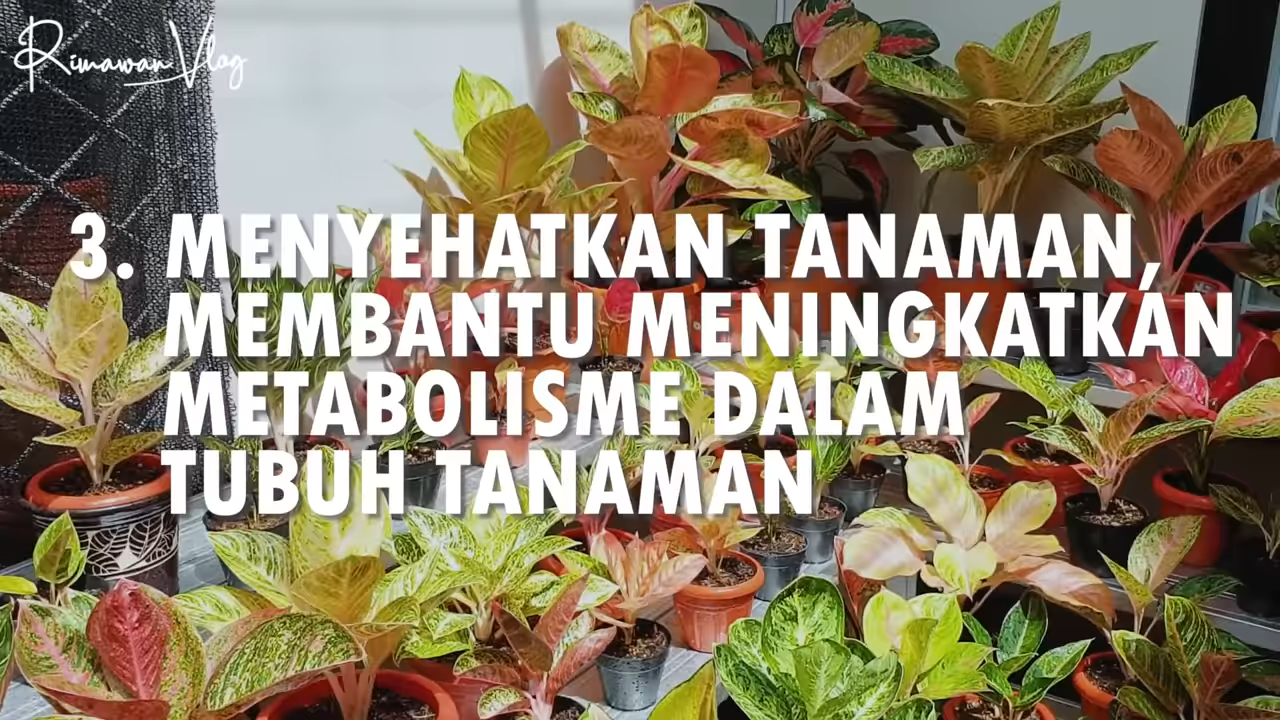 Rimawan Vlog
3. MENYEHATKAN TANAMAN,
MEMBANTU MENINGKATKAN
METABOLISME DALAM
TUBUH TANAMAN